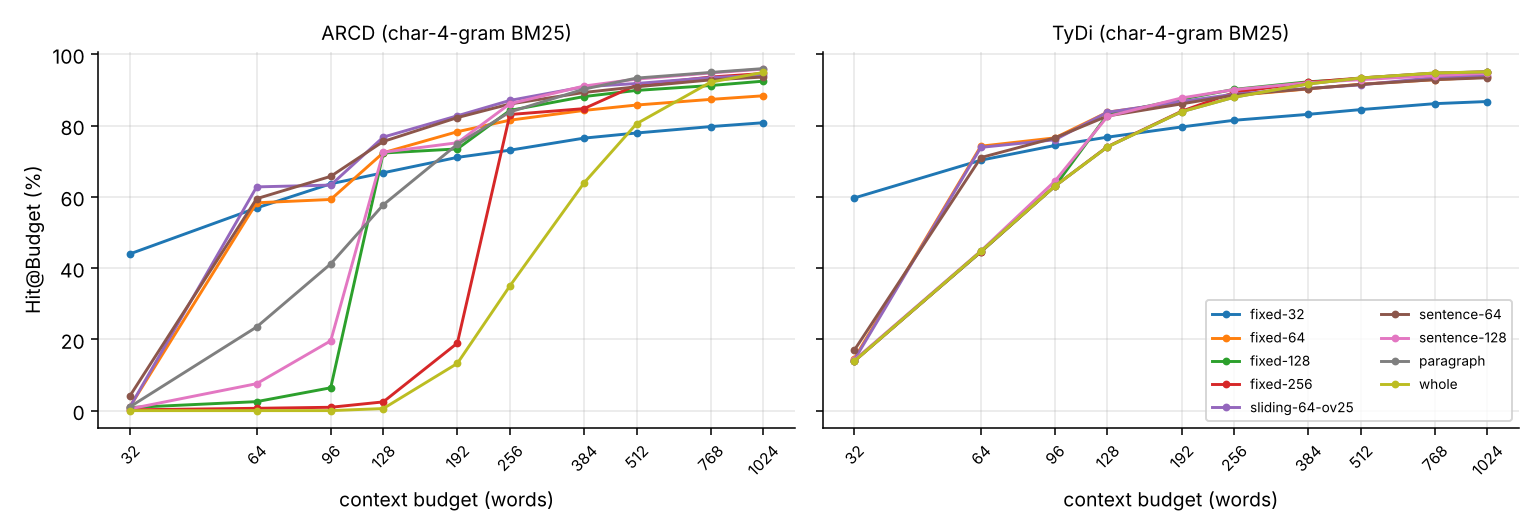 ARCD (char-4-gram BM25)
Hit@Budget (%)
100
80
60
40
20
0
32
64
96
128
192
256
384
512
768
1024
context budget (words)
TyDi (char-4-gram BM25)
32
64
96
128
192
256
384
512
768
1024
context budget (words)
fixed-32
fixed-64
fixed-128
fixed-256
sliding-64-ov25
sentence-64
sentence-128
paragraph
whole